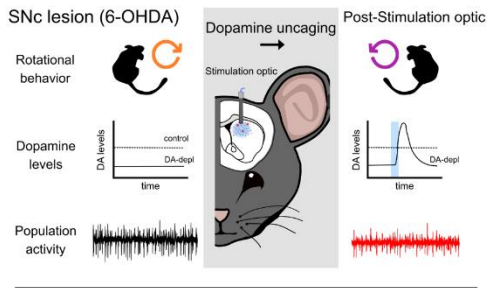 SNc lesion (6-OHDA)
Dopamine uncaging
Post-Stimulation optic
Rotational
behavior
Stimulation optic
Dopamine
levels
DA levels
control
DA-depl
time
DA levels
DA-depl
time
Population
activity